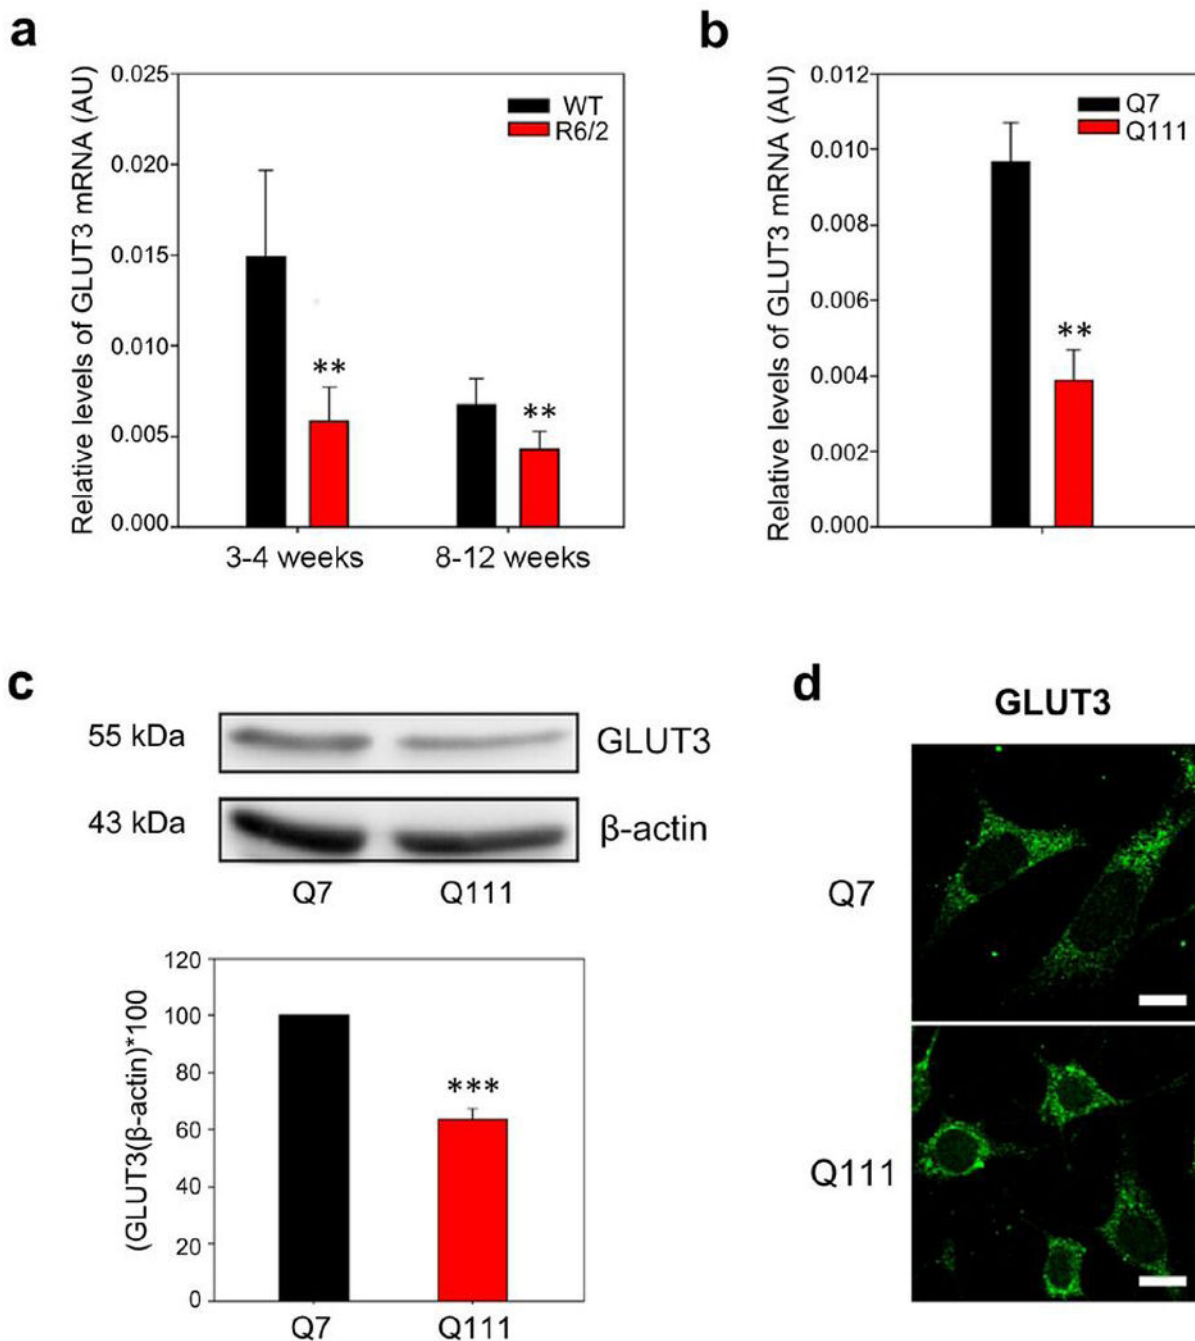 a
Relative levels of GLUT3 mRNA (AU)
0.025
0.020
0.015
0.010
0.005
0.000
WT
R6/2
**
**
3-4 weeks
8-12 weeks
b
Relative levels of GLUT3 mRNA (AU)
0.012
0.010
0.008
0.006
0.004
0.002
0.000
Q7
Q111
**
c
55 kDa
GLUT3
43 kDa
β-actin
Q7
Q111
(GLUT3(β-actin)*100
120
100
80
60
40
20
0
***
Q7
Q111
d
GLUT3
Q7
Q111